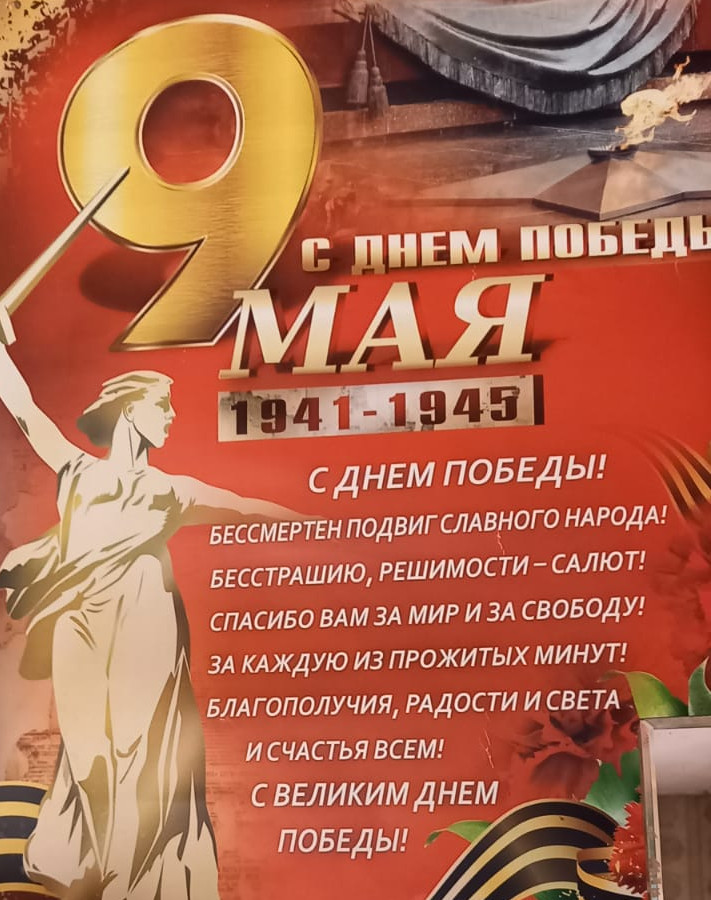 9
С ДНЕМ ПОБЕДЫ
МАЯ
1941-1945
С ДНЕМ ПОБЕДЫ!
БЕССМЕРТЕН ПОДВИГ СЛАВНОГО НАРОДА!
БЕССТРАШИЮ, РЕШИМОСТИ – САЛЮТ!
СПАСИБО ВАМ ЗА МИР И ЗА СВОБОДУ!
ЗА КАЖДУЮ ИЗ ПРОЖИТЫХ МИНУТ!
БЛАГОПОЛУЧИЯ, РАДОСТИ И СВЕТА
И СЧАСТЬЯ ВСЕМ!
С ВЕЛИКИМ ДНЕМ
ПОБЕДЫ!